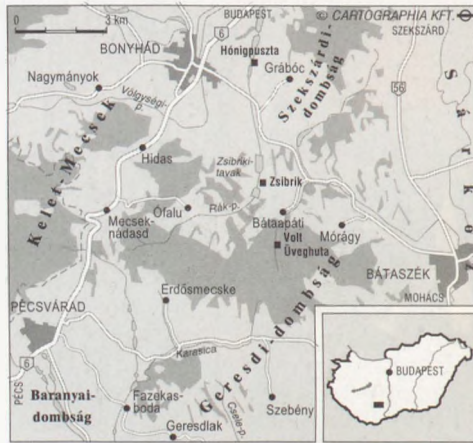 0 3 km
BUDAPEST
© CARTOGRAPHIA KFT.
SZEKSZÁRD
6
BONYHÁD
Hónigpuszta
Grábóc
Nagymányok
Völgységi-p.
Szekszárdi-dombság
56
Sárk
Kelet-Mecsek
Hidas
Zsibriki-tavak
Zsibrik
Mecsek-
nádasd
Ófalu
Rák-p.
Bátaapáti
Mórágy
Volt
Üveghuta
BÁTASZÉK
MOHÁCS
Erdősmecske
PÉCSVÁRAD
Geresdi-dombság
Karasica
6
PÉCS
Baranyai-
dombság
Fazekas-
boda
Geresdlak
Csele-p.
Szebény
BUDAPEST